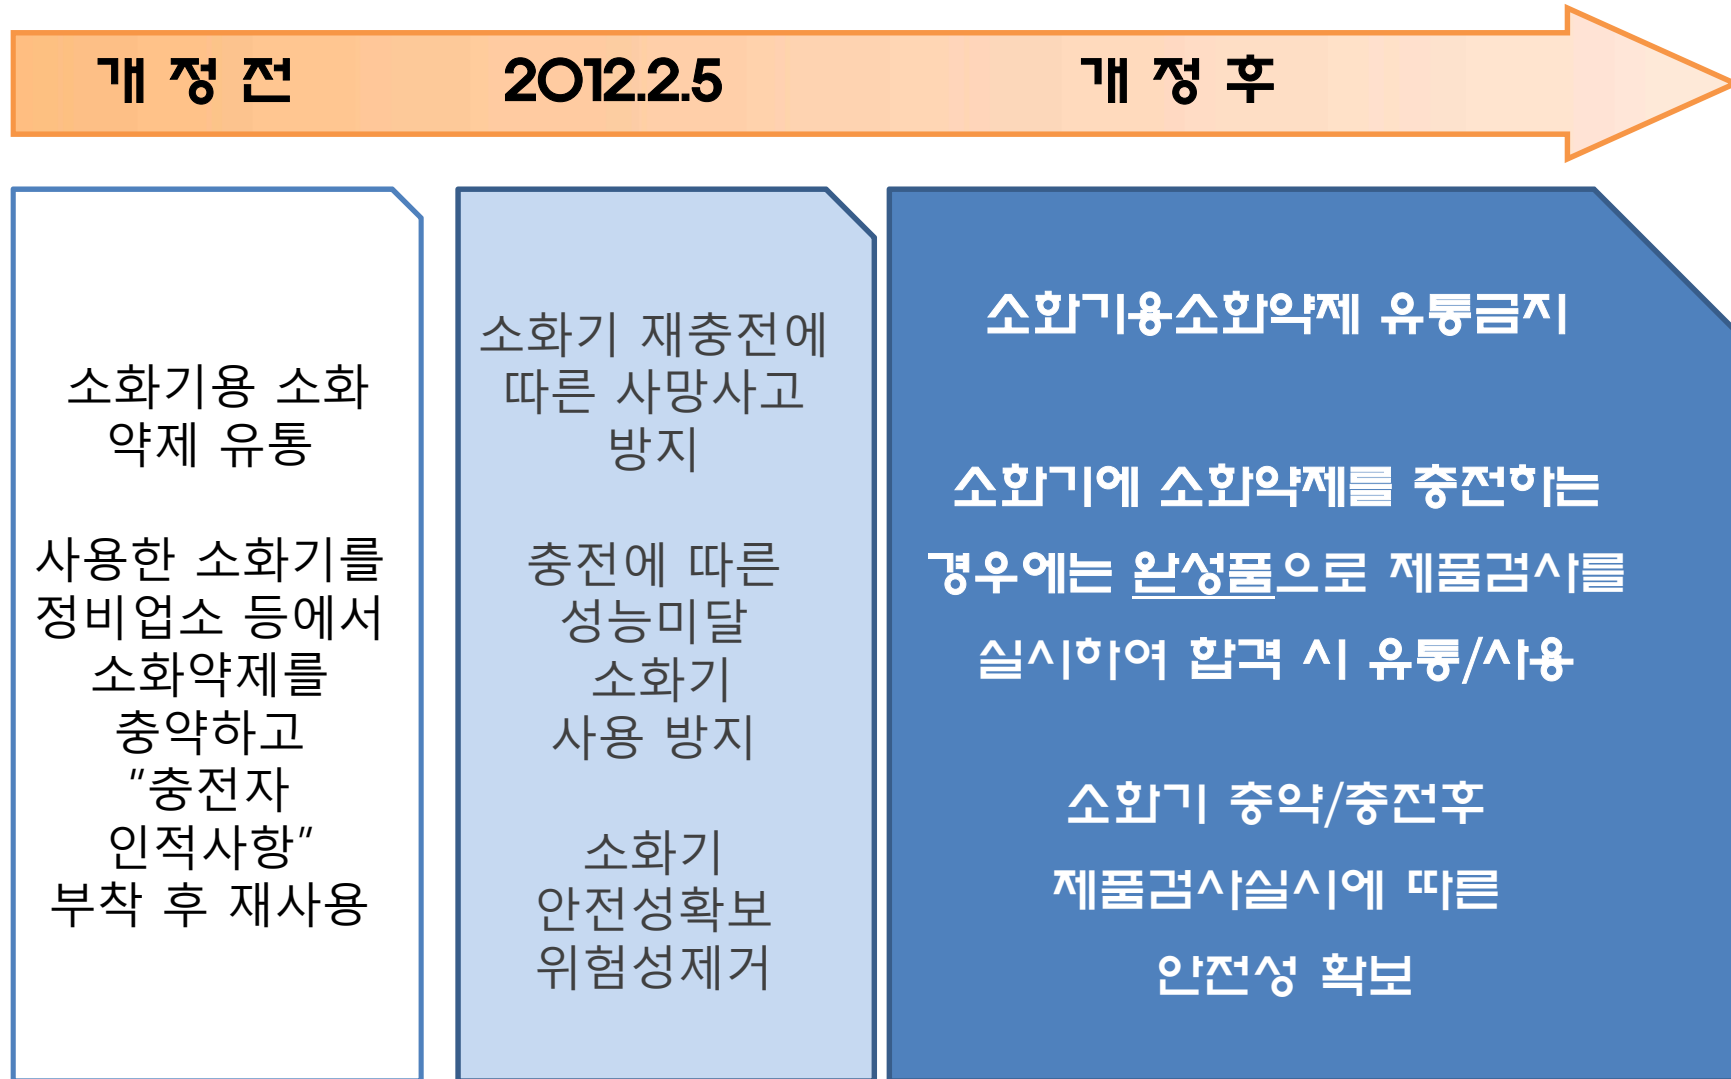 개 정 전
2012.2.5
개 정 후
소화기용 소화
약제 유통
사용한 소화기를
정비업소 등에서
소화약제를
충약하고
"충전자
인적사항"
부착 후 재사용
소화기 재충전에
따른 사망사고
방지
충전에 따른
성능미달
소화기
사용 방지
소화기
안전성확보
위험성제거
소화기용소화약제 유통금지
소화기에 소화약제를 충전하는
경우에는 완성품으로 제품검사를
실시하여 합격 시 유통/사용
소화기 충약/충전후
제품검사실시에 따른
안전성 확보